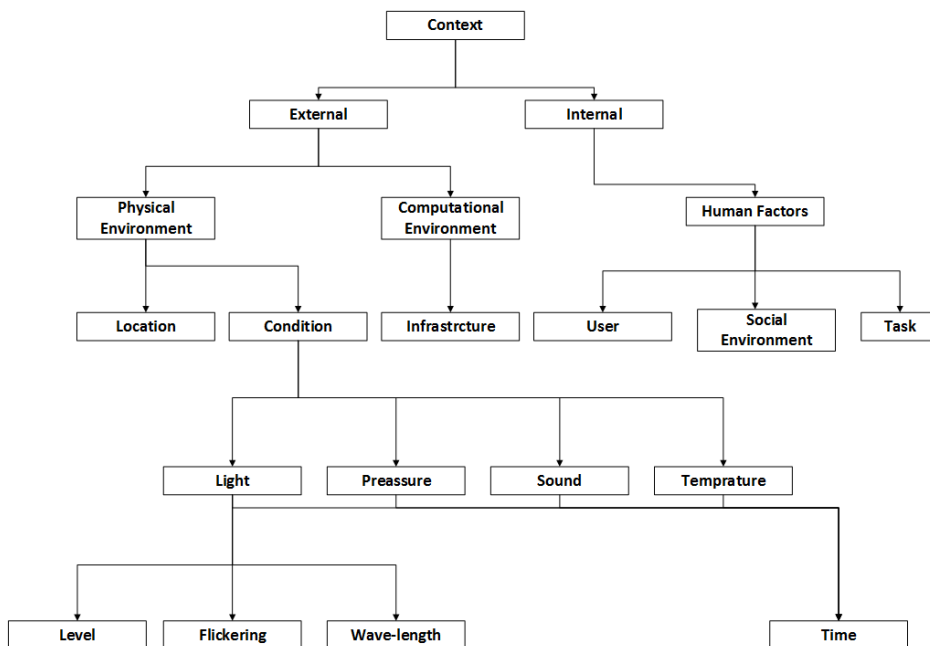 Context
External
Internal
Physical
Environment
Computational
Environment
Human Factors
Location
Condition
Infrastrcture
User
Social
Environment
Task
Light
Preassure
Sound
Temprature
Level
Flickering
Wave-length
Time